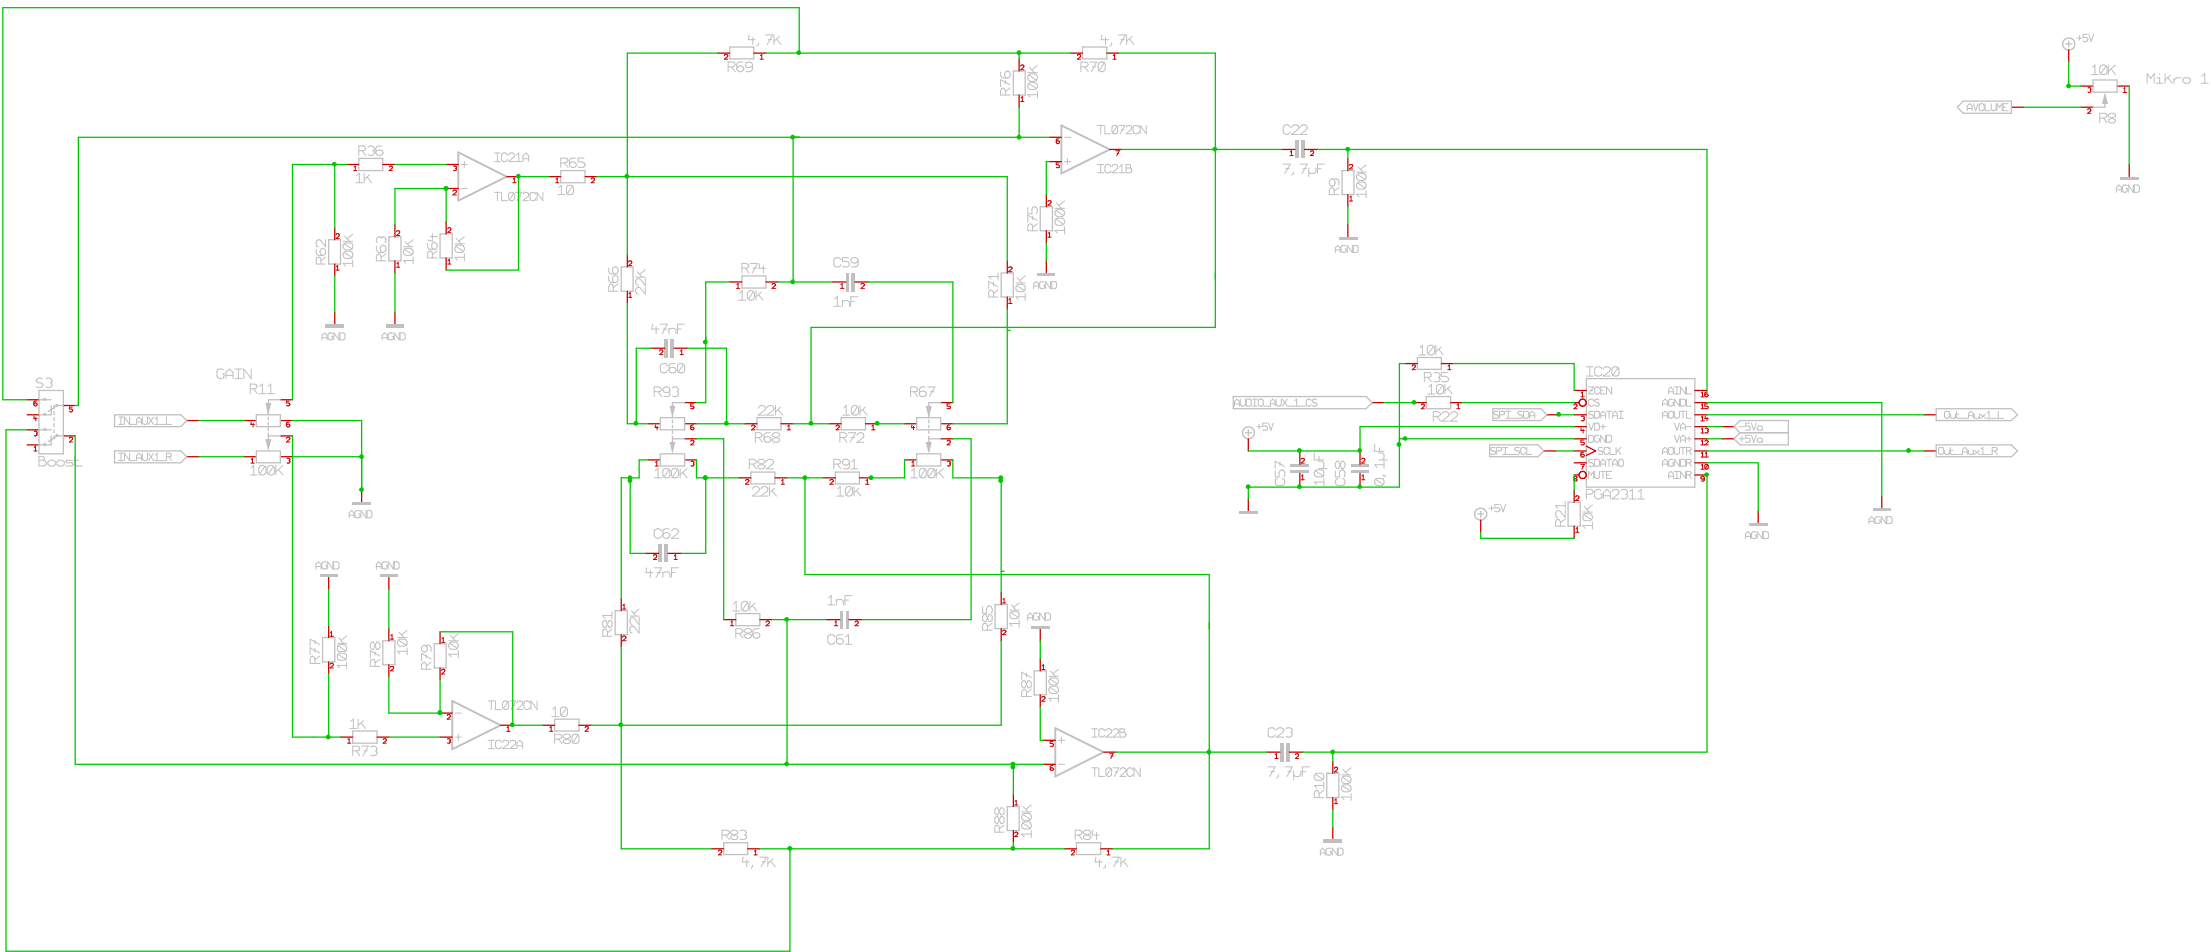 4,7K
R69
4,7K
R70
R76
100K
+5V
10K
Mikro 1
AVOLUME
R8
AGND
R36
1K
IC21A
TL072CN
R65
10
TL072CN
IC21B
C22
7,7µF
R9
100K
AGND
R62
100K
R63
10K
R64
10K
AGND
AGND
R75
100K
AGND
R66
22K
R74
10K
C59
1nF
R71
10K
47nF
C60
S3
Boost
GAIN
R11
100K
IN_AUX1_L
IN_AUX1_R
AGND
R93
100K
22K
R68
10K
R72
R67
100K
R82
22K
R91
10K
C62
47nF
10K
R35
10K
R22
AUDIO_AUX_1_CS
SPI_SDA
SPI_SCL
+5V
C57
10µF
C58
0,1µF
IC20
PGA2311
ZCEN
CS
SDATAI
VD+
DGND
SCLK
SDATAO
MUTE
AINL
AGNDL
AOUTL
VA-
VA+
AOUTR
AGNDR
AINR
-5Va
+5Va
Out_Aux1_L
Out_Aux1_R
+5V
R21
10K
AGND
AGND
AGND
AGND
R77
100K
R78
10K
R79
10K
R81
22K
10K
R86
1nF
C61
R85
10K
AGND
R87
100K
1K
R73
TL072CN
IC22A
10
R80
IC22B
TL072CN
C23
7,7µF
R10
100K
AGND
R88
100K
R83
4,7K
R84
4,7K